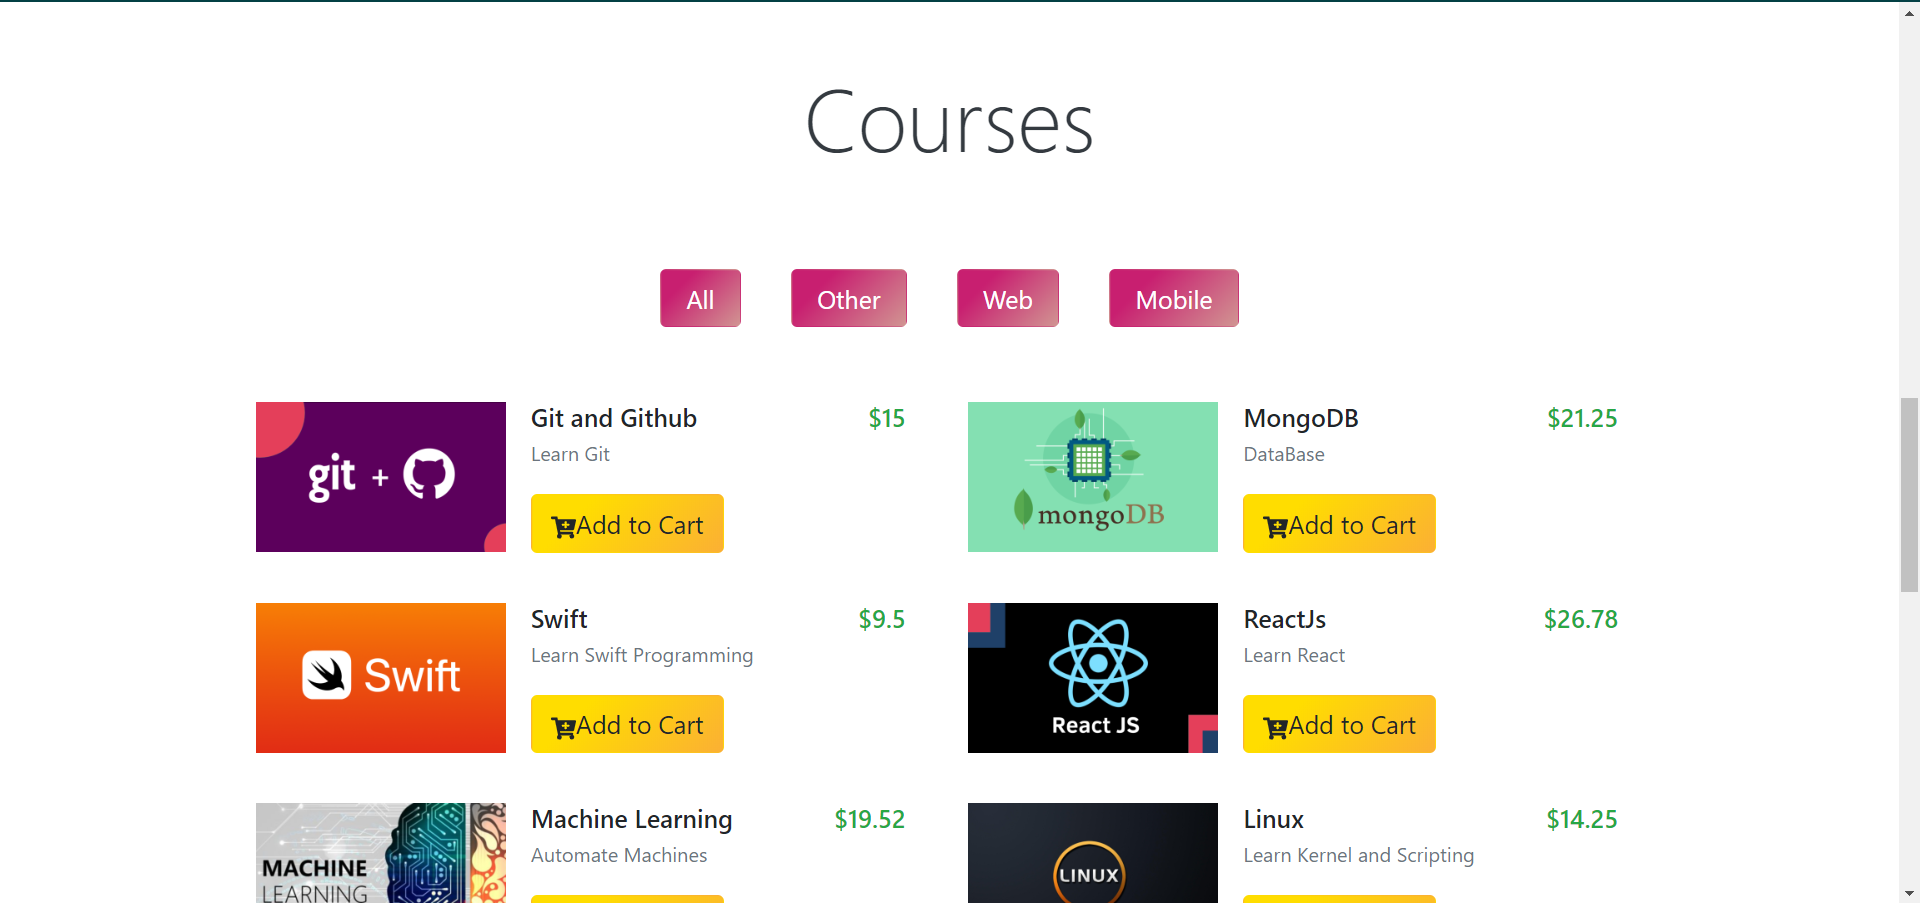 Courses
All Other Web Mobile
git +
Git and Github $15
Learn Git
Add to Cart
mongoDB
MongoDB $21.25
DataBase
Add to Cart
Swift
Swift $9.5
Learn Swift Programming
Add to Cart
React JS
ReactJs $26.78
Learn React
Add to Cart
MACHINE
LEARNING
Machine Learning $19.52
Automate Machines
LINUX
Linux $14.25
Learn Kernel and Scripting